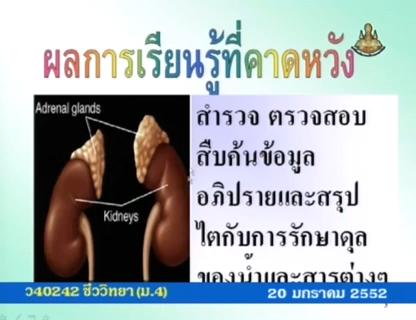 ผลการเรียนรู้ที่คาดหวัง
Adrenal glands
Kidneys
สำรวจ ตรวจสอบ
สืบค้นข้อมูล
อภิปรายและสรุป
ไตกับการรักษาดุล
ของน้ำและสารต่างๆ
ว40242 ชีววิทยา (ม.4)
20 มกราคม 2552